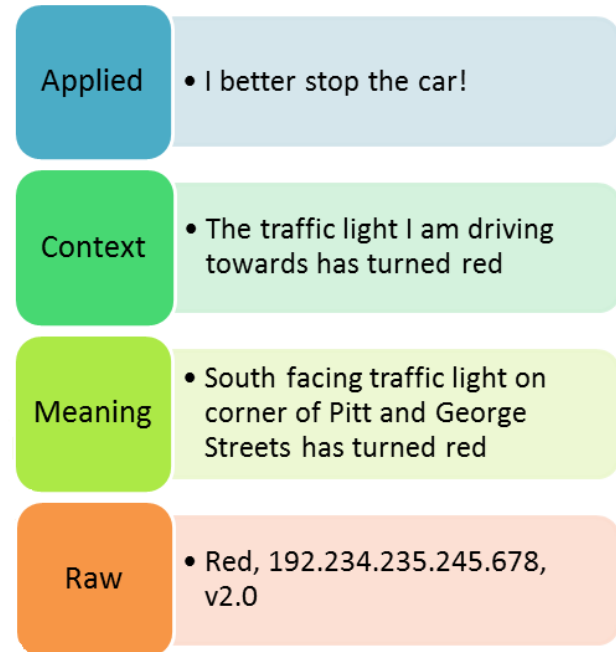 Applied
• I better stop the car!
Context
• The traffic light I am driving
towards has turned red
Meaning
• South facing traffic light on
corner of Pitt and George
Streets has turned red
Raw
• Red, 192.234.235.245.678,
v2.0